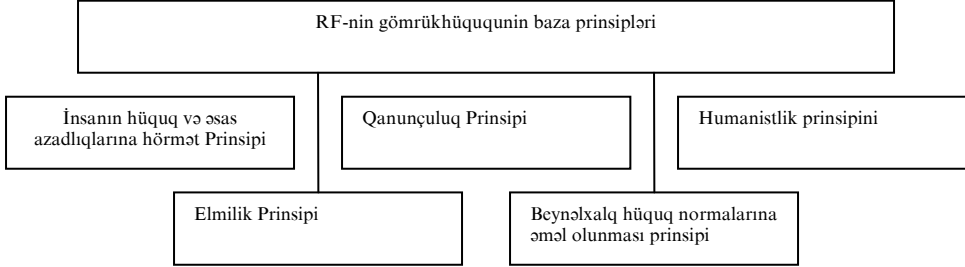 RF-nin gömrükhüququnin baza prinsipləri
İnsanın hüquq və əsas
azadlıqlarına hörmət Prinsipi
Qanunçuluq Prinsipi
Humanistlik prinsipini
Elmilik Prinsipi
Beynəlxalq hüquq normalarına
əməl olunması prinsipi